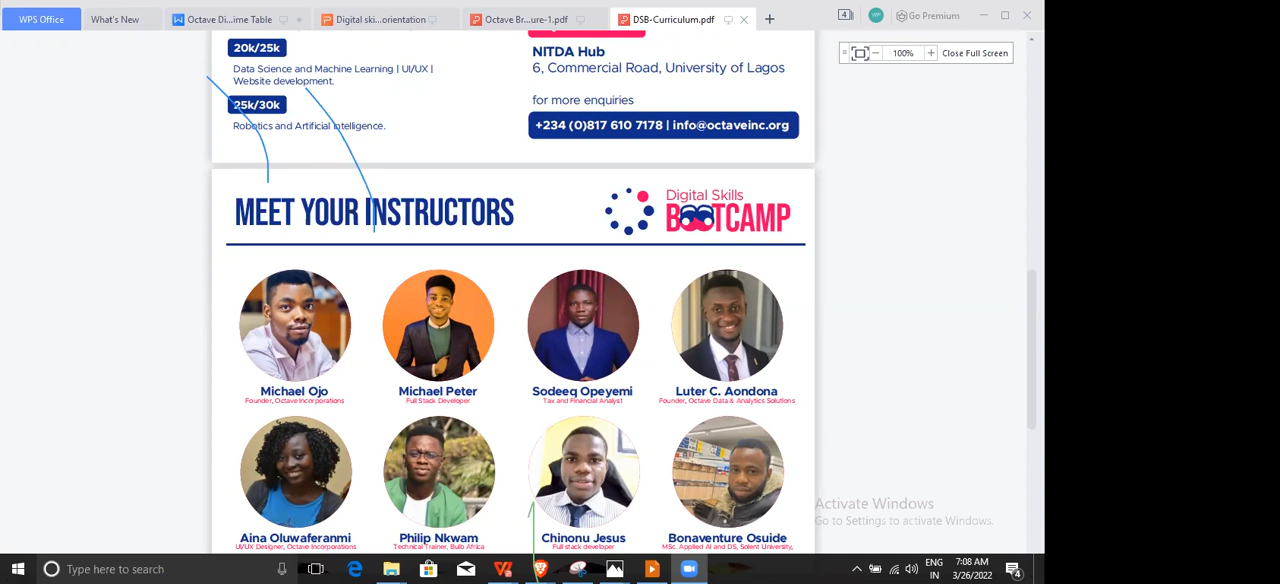 WPS Office
What's New
Octave Di...ime Table
Digital ski...orientation
Octave Br...ure-1.pdf
DSB-Curriculum.pdf
4
WP
Go Premium
100%
Close Full Screen
20k/25k
Data Science and Machine Learning | UI/UX |
Website development.
25k/30k
Robotics and Artificial intelligence.
NITDA Hub
6, Commercial Road, University of Lagos
for more enquiries
+234 (0)817 610 7178 | info@octaveinc.org
MEET YOUR INSTRUCTORS
Digital Skills
BOOTCAMP
Michael Ojo
Founder, Octave Incorporations
Michael Peter
Full Stack Developer
Sodeeq Opeyemi
Tax and Financial Analyst
Luter C. Aondona
Founder, Octave Data & Analytics Solutions
Aina Oluwaferanmi
UI/UX Designer, Octave Incorporations
Philip Nkwam
Technical Trainer, Bulb Africa
Chinonu Jesus
Full stack developer
Bonaventure Osuide
MSc. Applied AI and DS, Solent University,
Activate Windows
Go to Settings to activate Windows.
Type here to search
ENG
IN
7:08 AM
3/26/2022
4